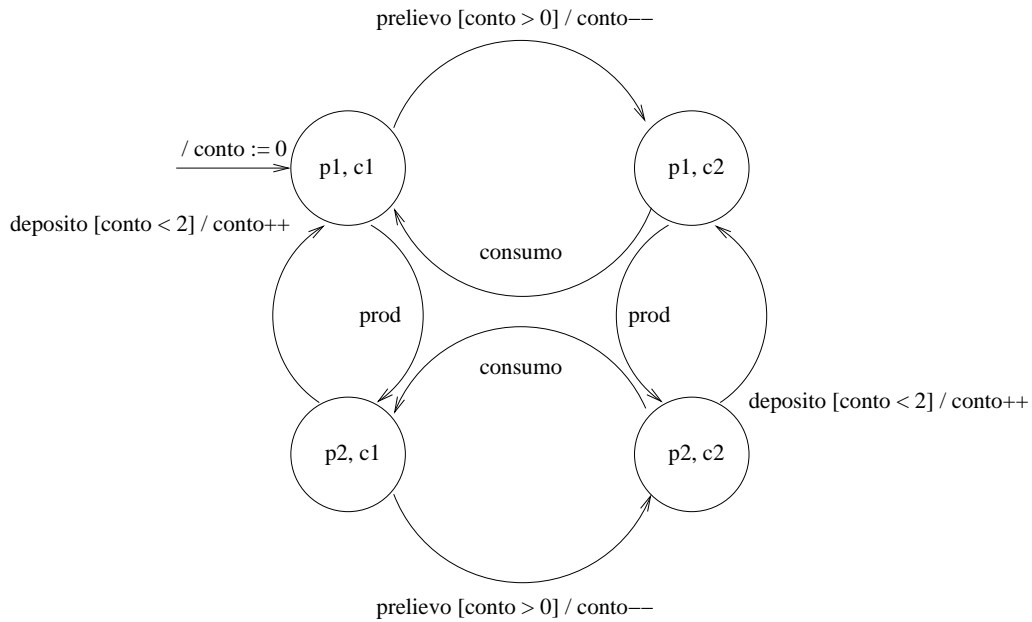 prelievo [conto > 0] / conto−−
/ conto := 0
p1, c1
p1, c2
deposito [conto < 2] / conto++
consumo
prod
prod
consumo
deposito [conto < 2] / conto++
p2, c1
p2, c2
prelievo [conto > 0] / conto−−